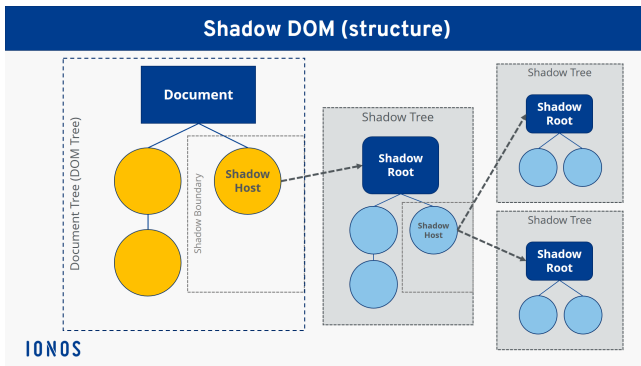 Shadow DOM (structure)
Document Tree (DOM Tree)
Document
Shadow
Host
Shadow Boundary
Shadow Tree
Shadow
Root
Shadow
Host
Shadow Tree
Shadow
Root
Shadow Tree
Shadow
Root
IONOS